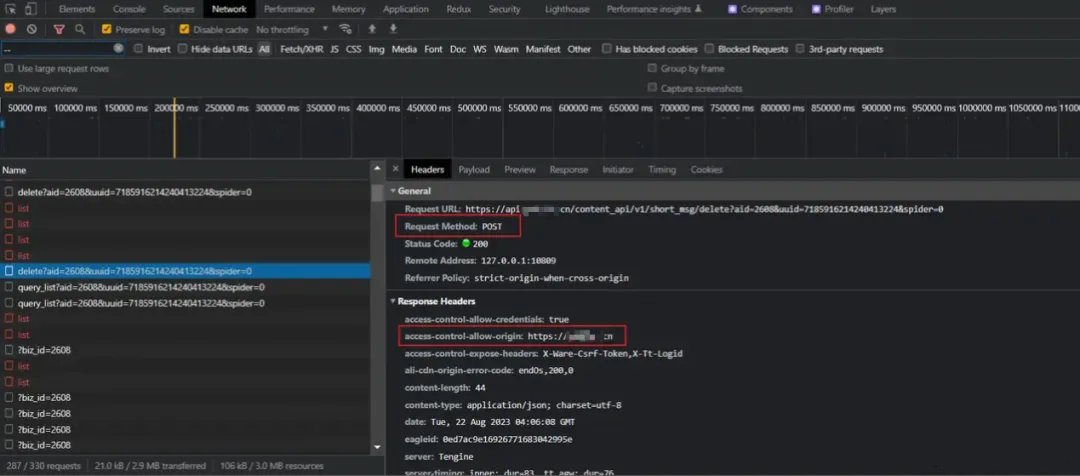 Elements Console Sources Network Performance Memory Application Redux Security Lighthouse Performance insights Components Profiler Layers
Preserve log Disable cache No throttling
Invert Hide data URLs All Fetch/XHR JS CSS Img Media Font Doc WS Wasm Manifest Other Has blocked cookies Blocked Requests 3rd-party requests
Use large request rows Group by frame
Show overview Capture screenshots
50000 ms 100000 ms 150000 ms 200000 ms 250000 ms 300000 ms 350000 ms 400000 ms 450000 ms 500000 ms 550000 ms 600000 ms 650000 ms 700000 ms 750000 ms 800000 ms 850000 ms 900000 ms 950000 ms 1000000 ms 1050000 ms 1100
Name
delete?aid=2608&uuid=7185916214240413224&spider=0
list
list
list
list
delete?aid=2608&uuid=7185916214240413224&spider=0
query_list?aid=2608&uuid=7185916214240413224&spider=0
query_list?aid=2608&uuid=7185916214240413224&spider=0
list
list
?biz_id=2608
list
list
?biz_id=2608
?biz_id=2608
?biz_id=2608
?biz_id=2608
287 / 330 requests 21.0 kB / 2.9 MB transferred 106 kB / 3.0 MB resources
× Headers Payload Preview Response Initiator Timing Cookies
General
Request URL: https://api cn/content_api/v1/short_msg/delete?aid=2608&uuid=7185916214240413224&spider=0
Request Method: POST
Status Code: 200
Remote Address: 127.0.0.1:10809
Referrer Policy: strict-origin-when-cross-origin
Response Headers
access-control-allow-credentials: true
access-control-allow-origin: https:// cn
access-control-expose-headers: X-Ware-Csrf-Token,X-Tt-Logid
ali-cdn-origin-error-code: endOs,200,0
content-length: 44
content-type: application/json; charset=utf-8
date: Tue, 22 Aug 2023 04:06:08 GMT
eagleid: 0ed7ac9e16926771683042995e
server: Tengine
server-timing: inner; dur=83, tt_agw; dur=76